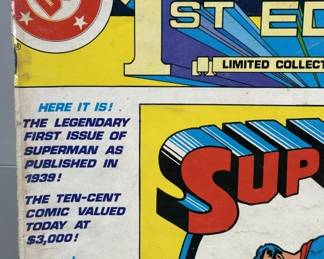 1ST ED
LIMITED COLLECT
HERE IT IS!
THE LEGENDARY
FIRST ISSUE OF
SUPERMAN AS
PUBLISHED IN
1939!
THE TEN-CENT
COMIC VALUED
TODAY AT
$3,000!
SUP